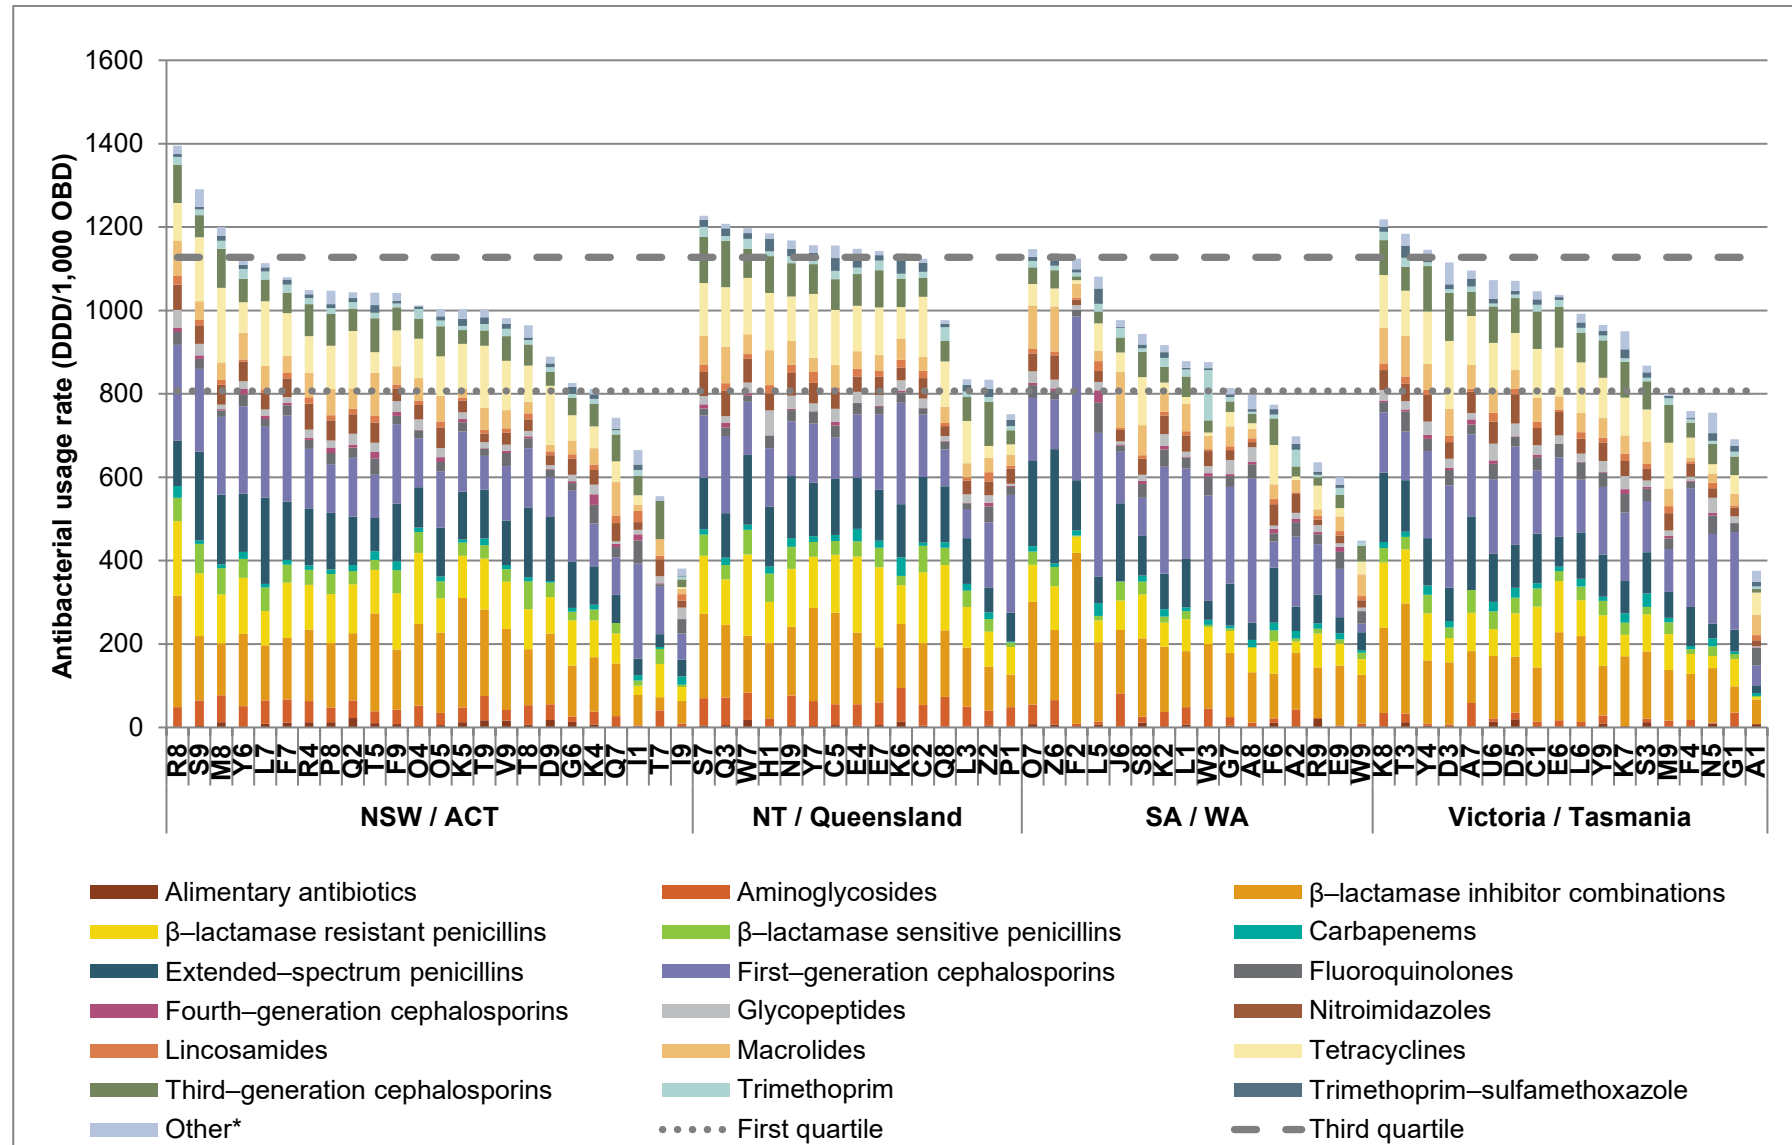 Antibacterial usage rate (DDD/1,000 OBD)
1600
1400
1200
1000
800
600
400
200
0
R8 S9 M8 Y6 L7 F7 R4 P8 Q2 T5 F9 O4 O5 K5 T9 V9 T8 D9 G6 K4 Q7 I1 T7 I9 S7 Q3 W7 H1 N9 Y7 C5 E4 E7 K6 C2 Q8 L3 Z2 P1 O7 Z6 F2 L5 J6 S8 K2 L1 W3 G7 A8 F6 A2 R9 E9 W9 K8 T3 Y4 D3 A7 U6 D5 C1 E6 L6 Y9 K7 S3 M9 F4 N5 G1 A1
NSW / ACT NT / Queensland SA / WA Victoria / Tasmania
Alimentary antibiotics Aminoglycosides β–lactamase inhibitor combinations
β–lactamase resistant penicillins β–lactamase sensitive penicillins Carbapenems
Extended–spectrum penicillins First–generation cephalosporins Fluoroquinolones
Fourth–generation cephalosporins Glycopeptides Nitroimidazoles
Lincosamides Macrolides Tetracyclines
Third–generation cephalosporins Trimethoprim Trimethoprim–sulfamethoxazole
Other* First quartile Third quartile